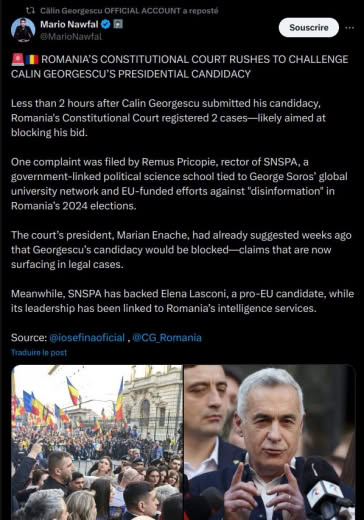 Călin Georgescu OFFICIAL ACCOUNT a reposté
Mario Nawfal
@MarioNawfal
Souscrire
🚨🇷🇴 ROMANIA'S CONSTITUTIONAL COURT RUSHES TO CHALLENGE
CALIN GEORGESCU'S PRESIDENTIAL CANDIDACY
Less than 2 hours after Calin Georgescu submitted his candidacy,
Romania's Constitutional Court registered 2 cases—likely aimed at
blocking his bid.
One complaint was filed by Remus Pricopie, rector of SNSPA, a
government-linked political science school tied to George Soros' global
university network and EU-funded efforts against "disinformation" in
Romania's 2024 elections.
The court's president, Marian Enache, had already suggested weeks ago
that Georgescu's candidacy would be blocked—claims that are now
surfacing in legal cases.
Meanwhile, SNSPA has backed Elena Lasconi, a pro-EU candidate, while
its leadership has been linked to Romania's intelligence services.
Source: @iosefinaoficial , @CG_Romania
Traduire le post